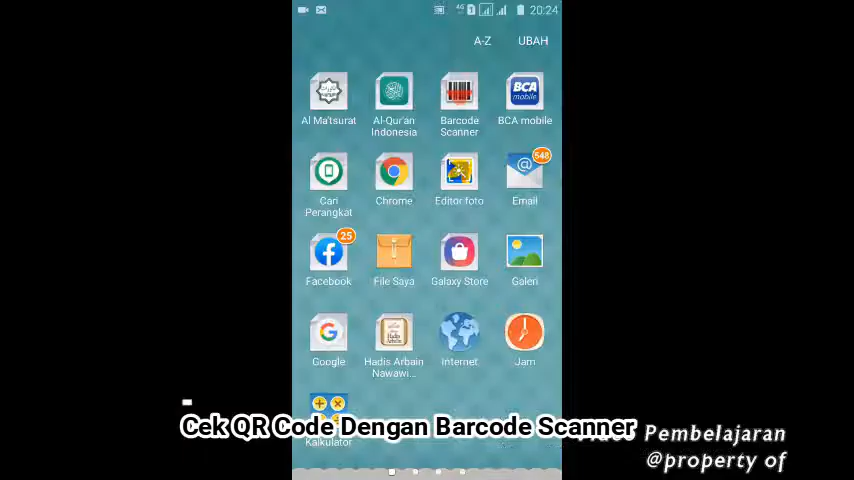 4G 1 20:24
A-Z UBAH
Al Ma'tsurat Al-Qur'an Indonesia Barcode Scanner BCA mobile
BCA mobile
548
Cari Perangkat Chrome Editor foto Email
25
Facebook File Saya Galaxy Store Galeri
Google Hadis Arbain Nawawi... Internet Jam
Kalkulator
Cek QR Code Dengan Barcode Scanner
Pembelajaran
@property of